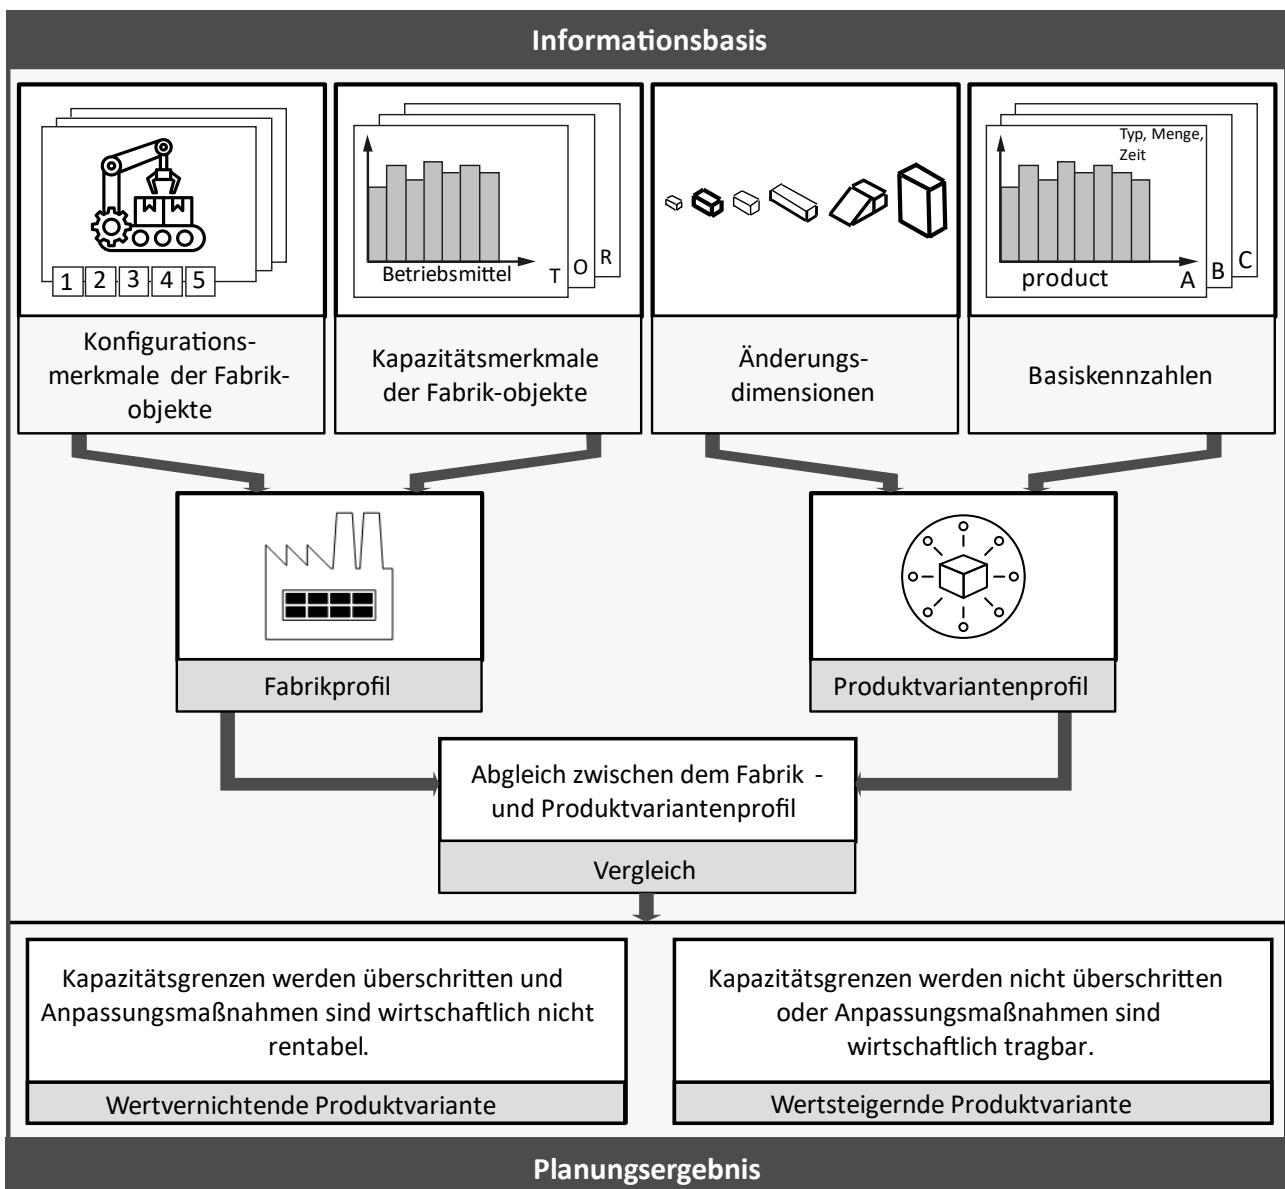 Informationsbasis
1 2 3 4 5
Konfigurations-
merkmale der Fabrik-
objekte
Betriebsmittel
T O R
Kapazitätsmerkmale
der Fabrik-objekte
Änderungs-
dimensionen
Typ, Menge,
Zeit
product
A B C
Basiskennzahlen
Fabrikprofil
Produktvariantenprofil
Abgleich zwischen dem Fabrik -
und Produktvariantenprofil
Vergleich
Kapazitätsgrenzen werden überschritten und
Anpassungsmaßnahmen sind wirtschaftlich nicht
rentabel.
Wertvernichtende Produktvariante
Kapazitätsgrenzen werden nicht überschritten
oder Anpassungsmaßnahmen sind
wirtschaftlich tragbar.
Wertsteigernde Produktvariante
Planungsergebnis